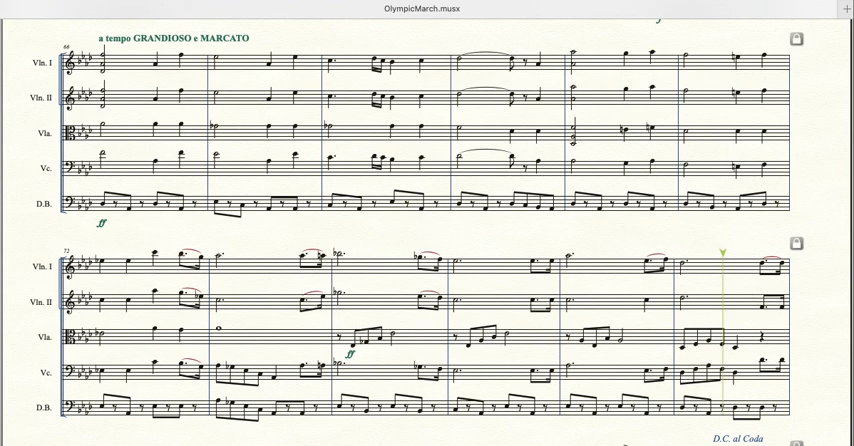 OlympicMarch.musx
a tempo GRANDIOSO e MARCATO
66
Vln. I
Vln. II
Vla.
Vc.
D.B.
ff
72
Vln. I
Vln. II
Vla.
ff
Vc.
D.B.
D.C. al Coda